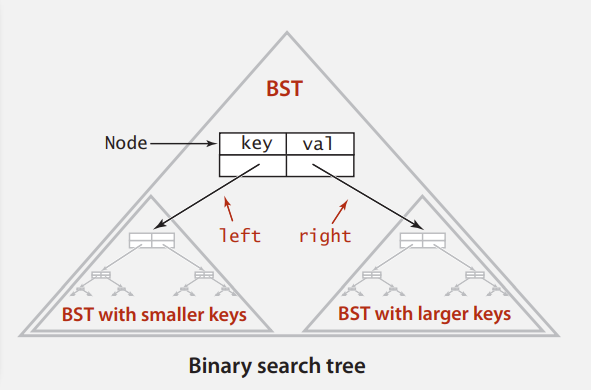 BST
Node
key
val
left
right
BST with smaller keys
BST with larger keys
Binary search tree